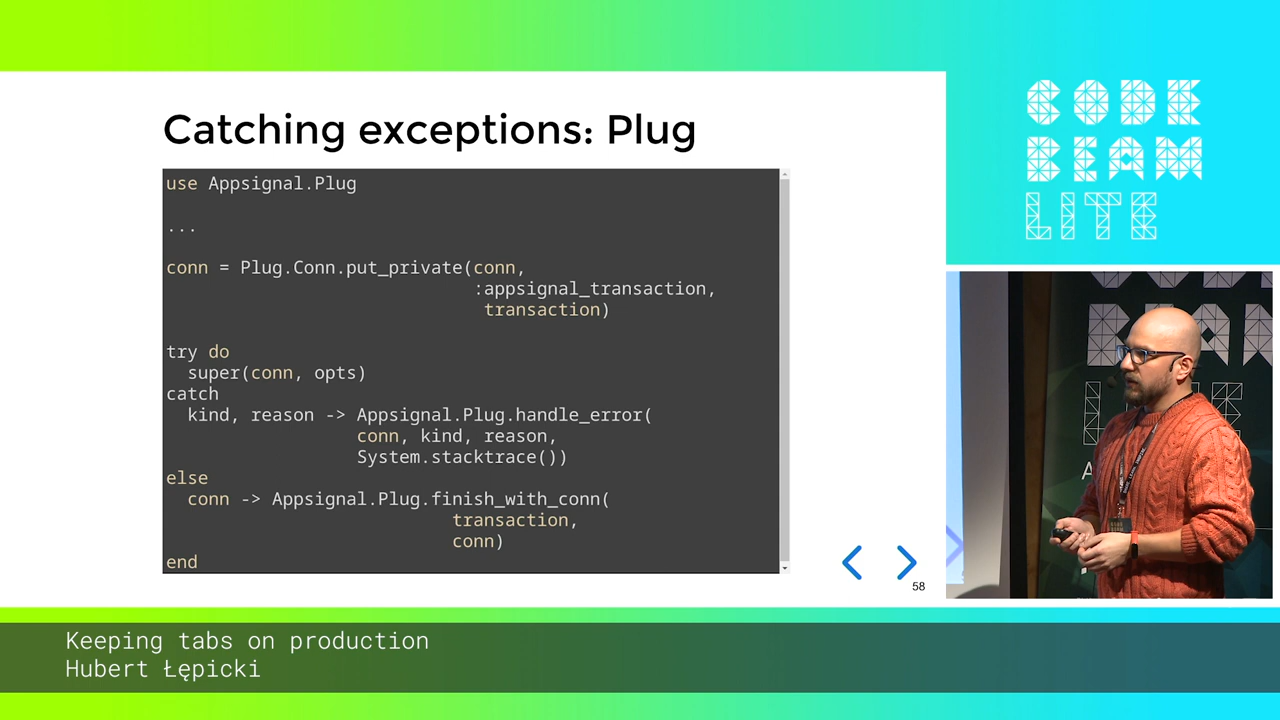 Catching exceptions: Plug
use Appsignal.Plug
...
conn = Plug.Conn.put_private(conn,
:appsignal_transaction,
transaction)
try do
super(conn, opts)
catch
kind, reason -> Appsignal.Plug.handle_error(
conn, kind, reason,
System.stacktrace())
else
conn -> Appsignal.Plug.finish_with_conn(
transaction,
conn)
end
58
CODE
BEAM
LITE
Keeping tabs on production
Hubert Łępicki